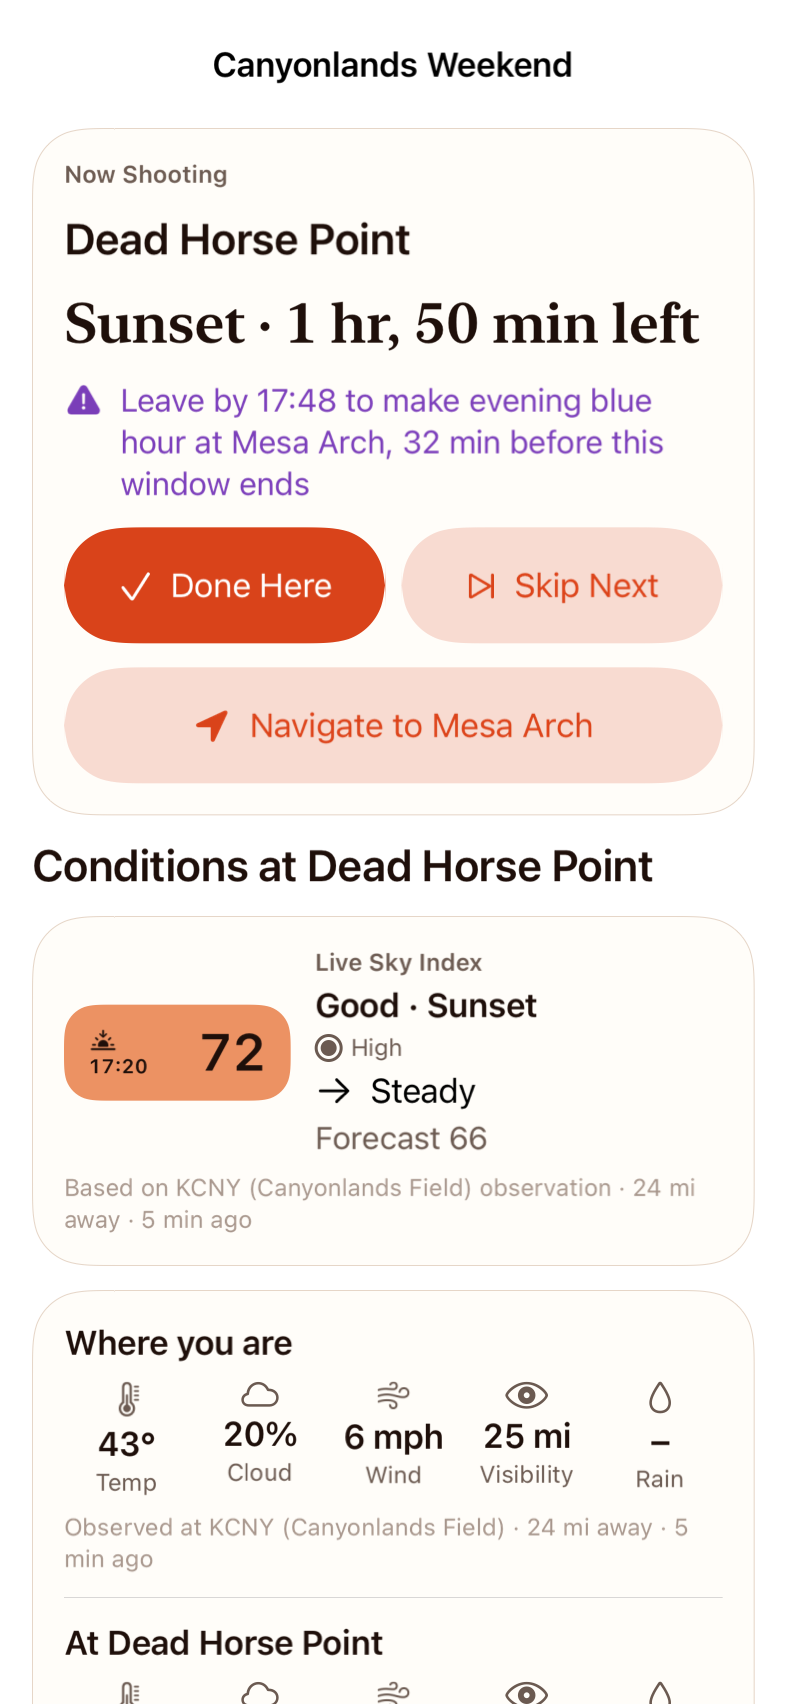 Canyonlands Weekend
Now Shooting
Dead Horse Point
Sunset · 1 hr, 50 min left
Leave by 17:48 to make evening blue
hour at Mesa Arch, 32 min before this
window ends
Done Here
Skip Next
Navigate to Mesa Arch
Conditions at Dead Horse Point
17:20
72
Live Sky Index
Good · Sunset
High
Steady
Forecast 66
Based on KCNY (Canyonlands Field) observation · 24 mi
away · 5 min ago
Where you are
43° 20% 6 mph 25 mi –
Temp Cloud Wind Visibility Rain
Observed at KCNY (Canyonlands Field) · 24 mi away · 5
min ago
At Dead Horse Point